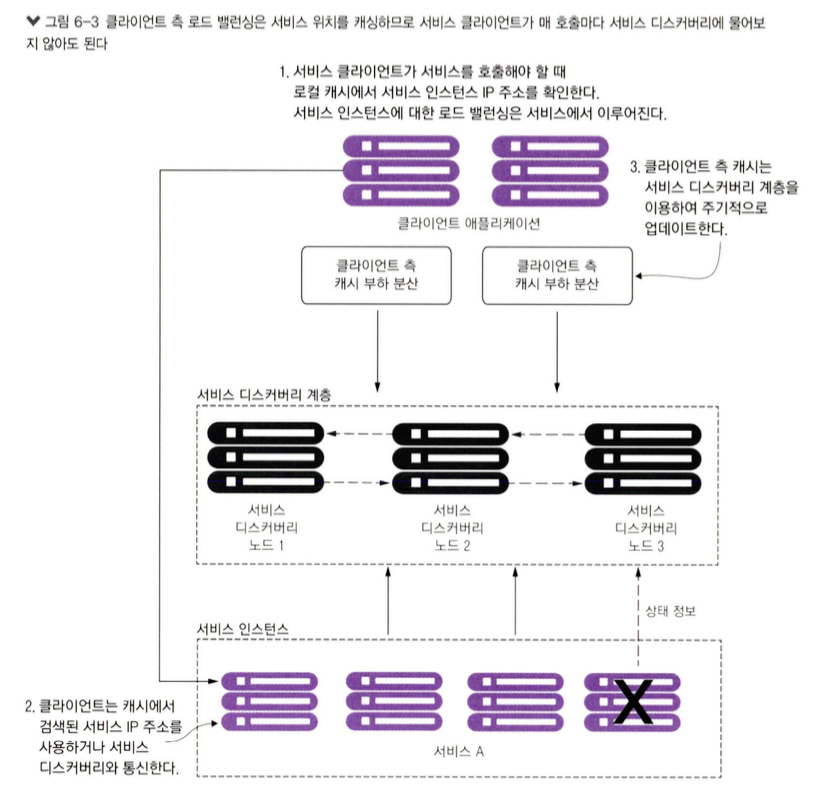 ❤ 그림 6-3 클라이언트 측 로드 밸런싱은 서비스 위치를 캐싱하므로 서비스 클라이언트가 매 호출마다 서비스 디스커버리에 물어보
지 않아도 된다
1. 서비스 클라이언트가 서비스를 호출해야 할 때
로컬 캐시에서 서비스 인스턴스 IP 주소를 확인한다.
서비스 인스턴스에 대한 로드 밸런싱은 서비스에서 이루어진다.
3. 클라이언트 측 캐시는
서비스 디스커버리 계층을
이용하여 주기적으로
업데이트한다.
클라이언트 애플리케이션
클라이언트 측
캐시 부하 분산
클라이언트 측
캐시 부하 분산
서비스 디스커버리 계층
서비스
디스커버리
노드 1
서비스
디스커버리
노드 2
서비스
디스커버리
노드 3
상태 정보
서비스 인스턴스
X
2. 클라이언트는 캐시에서
검색된 서비스 IP 주소를
사용하거나 서비스
디스커버리와 통신한다.
서비스 A